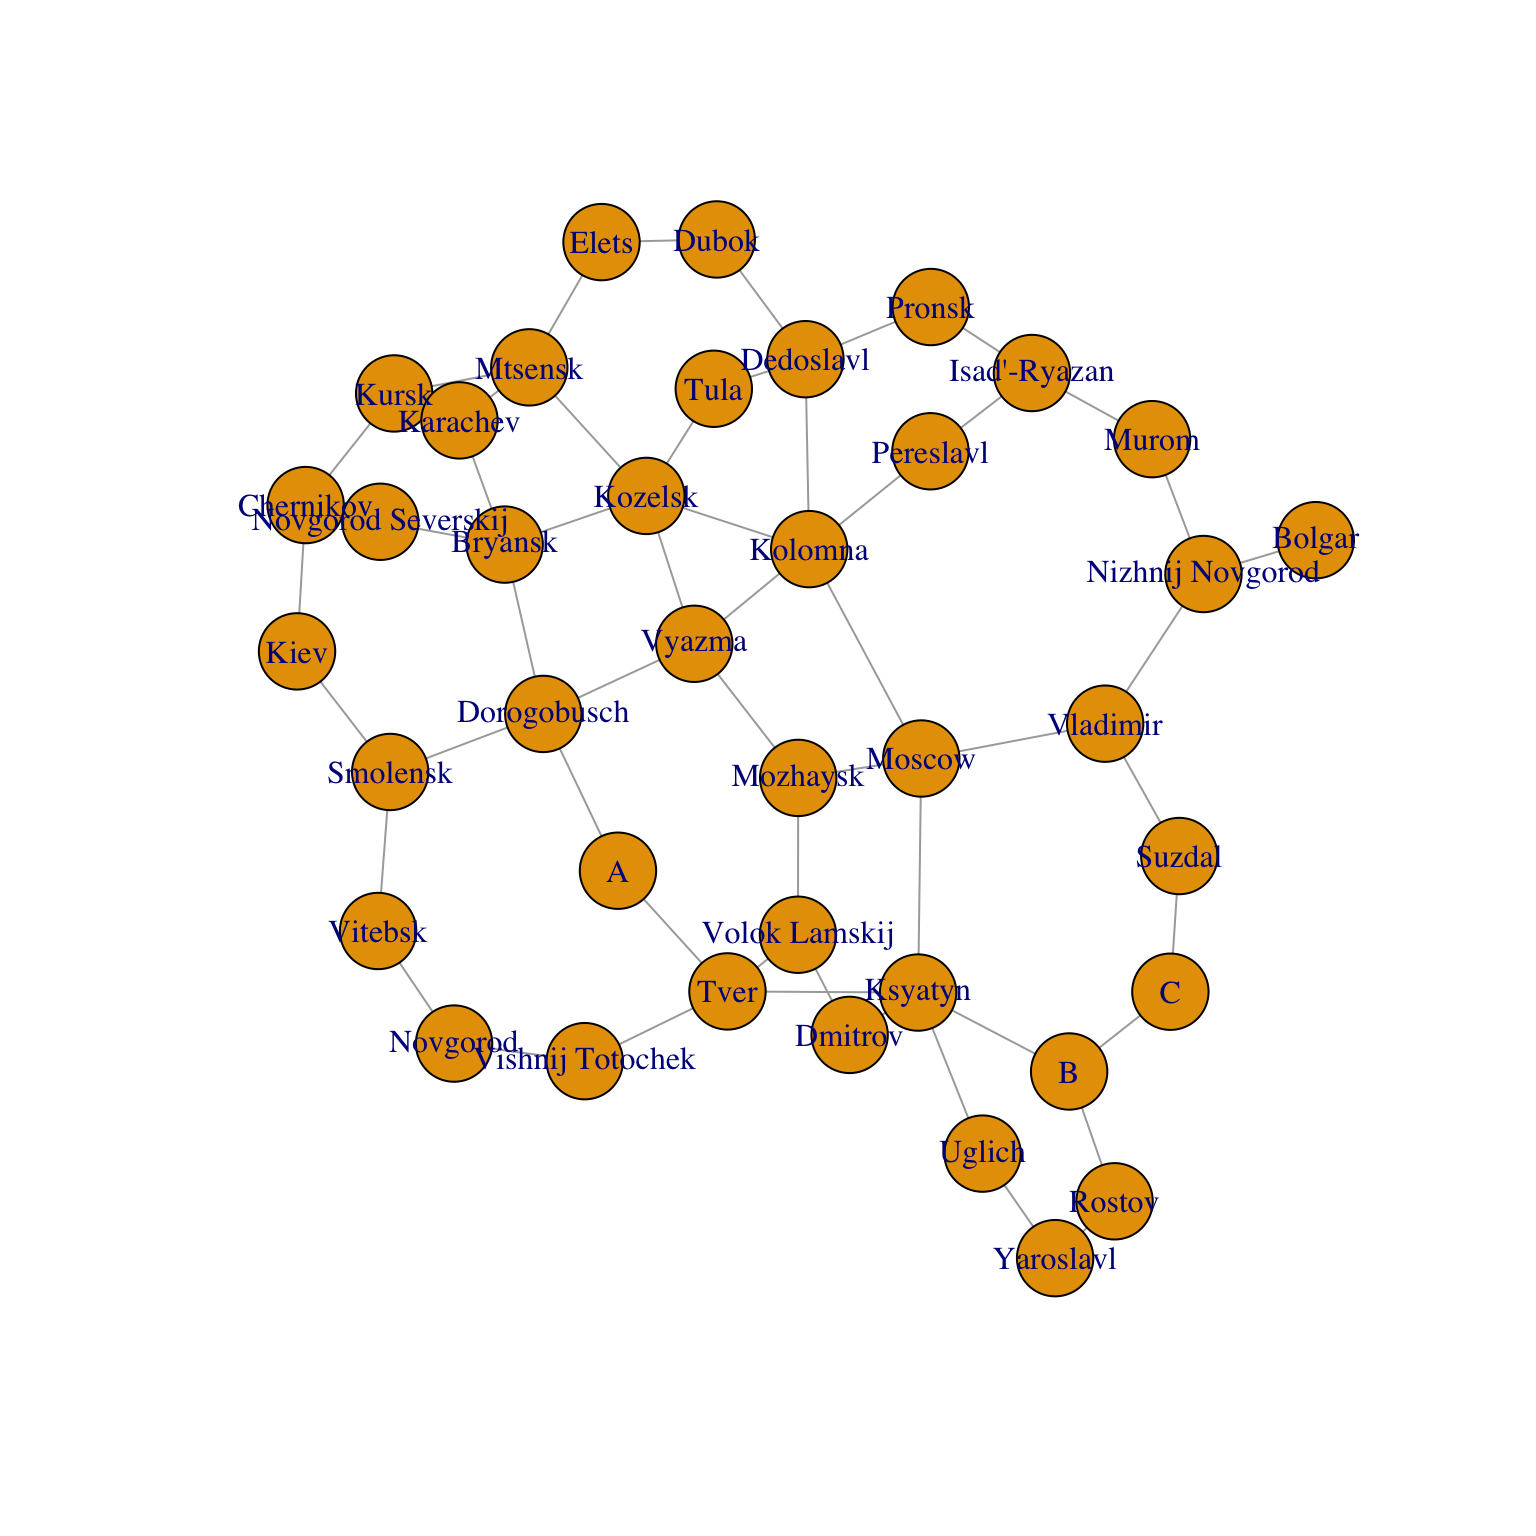 Elets
Dubok
Pronsk
Mtsensk
Dedoslavl
Isad'-Ryazan
Kursk
Tula
Karachev
Murom
Pereslavl
Kozelsk
Chernikov
Novgorod Severskij
Bryansk
Kolomna
Bolgar
Nizhnij Novgorod
Vyazma
Kiev
Dorogobusch
Vladimir
Moscow
Smolensk
Mozhaysk
Suzdal
A
Vitebsk
Volok Lamskij
Tver
Ksyatyn
C
Dmitrov
Novgorod
Vishnij Totochek
B
Uglich
Rostov
Yaroslavl